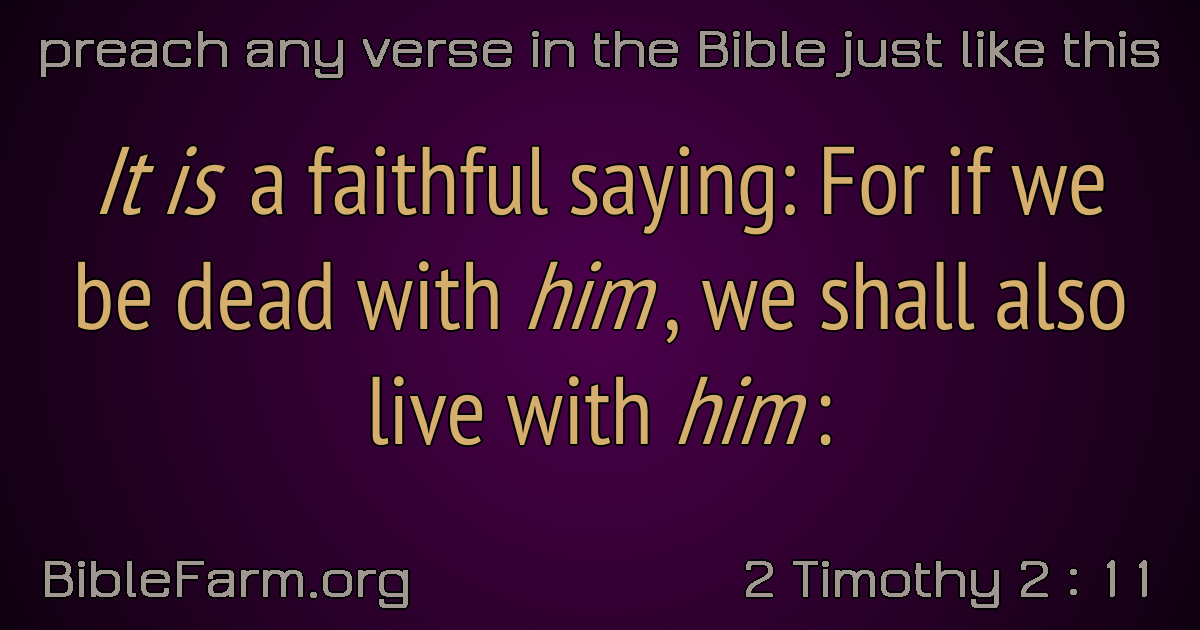 preach any verse in the Bible just like this
It is a faithful saying: For if we
be dead with him, we shall also
live with him:
BibleFarm.org
2 Timothy 2 : 11